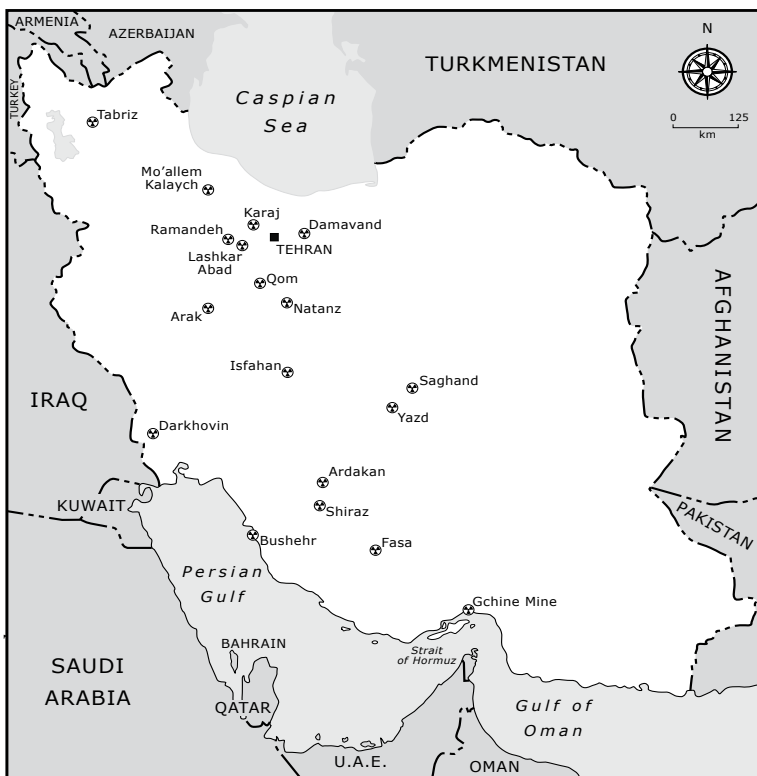 ARMENIA
AZERBAIJAN
TURKEY
TURKMENISTAN
N
0 125
km
Caspian
Sea
Tabriz
Mo’allem
Kalaych
Karaj
Ramandeh
Damavand
TEHRAN
Lashkar
Abad
Qom
Natanz
Arak
AFGHANISTAN
Isfahan
Saghand
IRAQ
Yazd
Darkhovin
Ardakan
KUWAIT
Shiraz
PAKISTAN
Bushehr
Fasa
Persian
Gulf
Gchine Mine
BAHRAIN
Strait
of Hormuz
SAUDI
ARABIA
QATAR
Gulf of
Oman
U.A.E.
OMAN